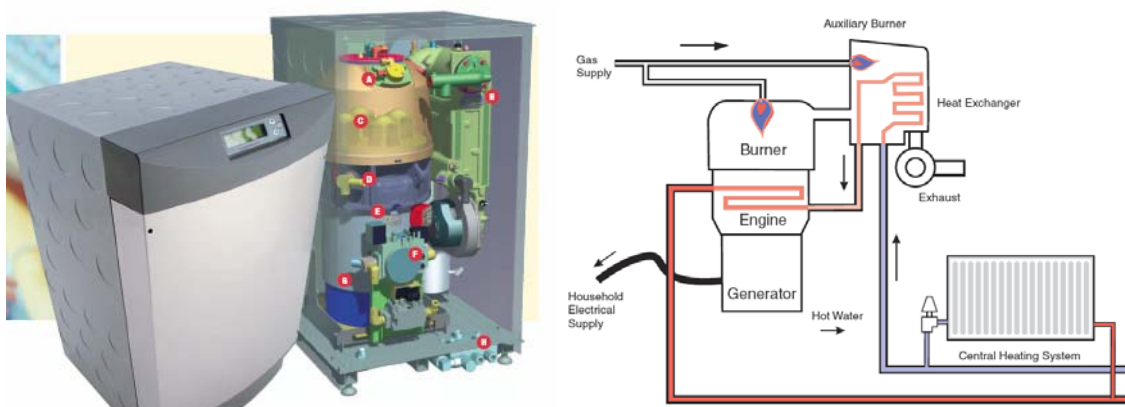 A
C
D
E
F
H
Auxiliary Burner
Gas
Supply
Heat Exchanger
Burner
Exhaust
Engine
Generator
Household
Electrical
Supply
Hot Water
Central Heating System